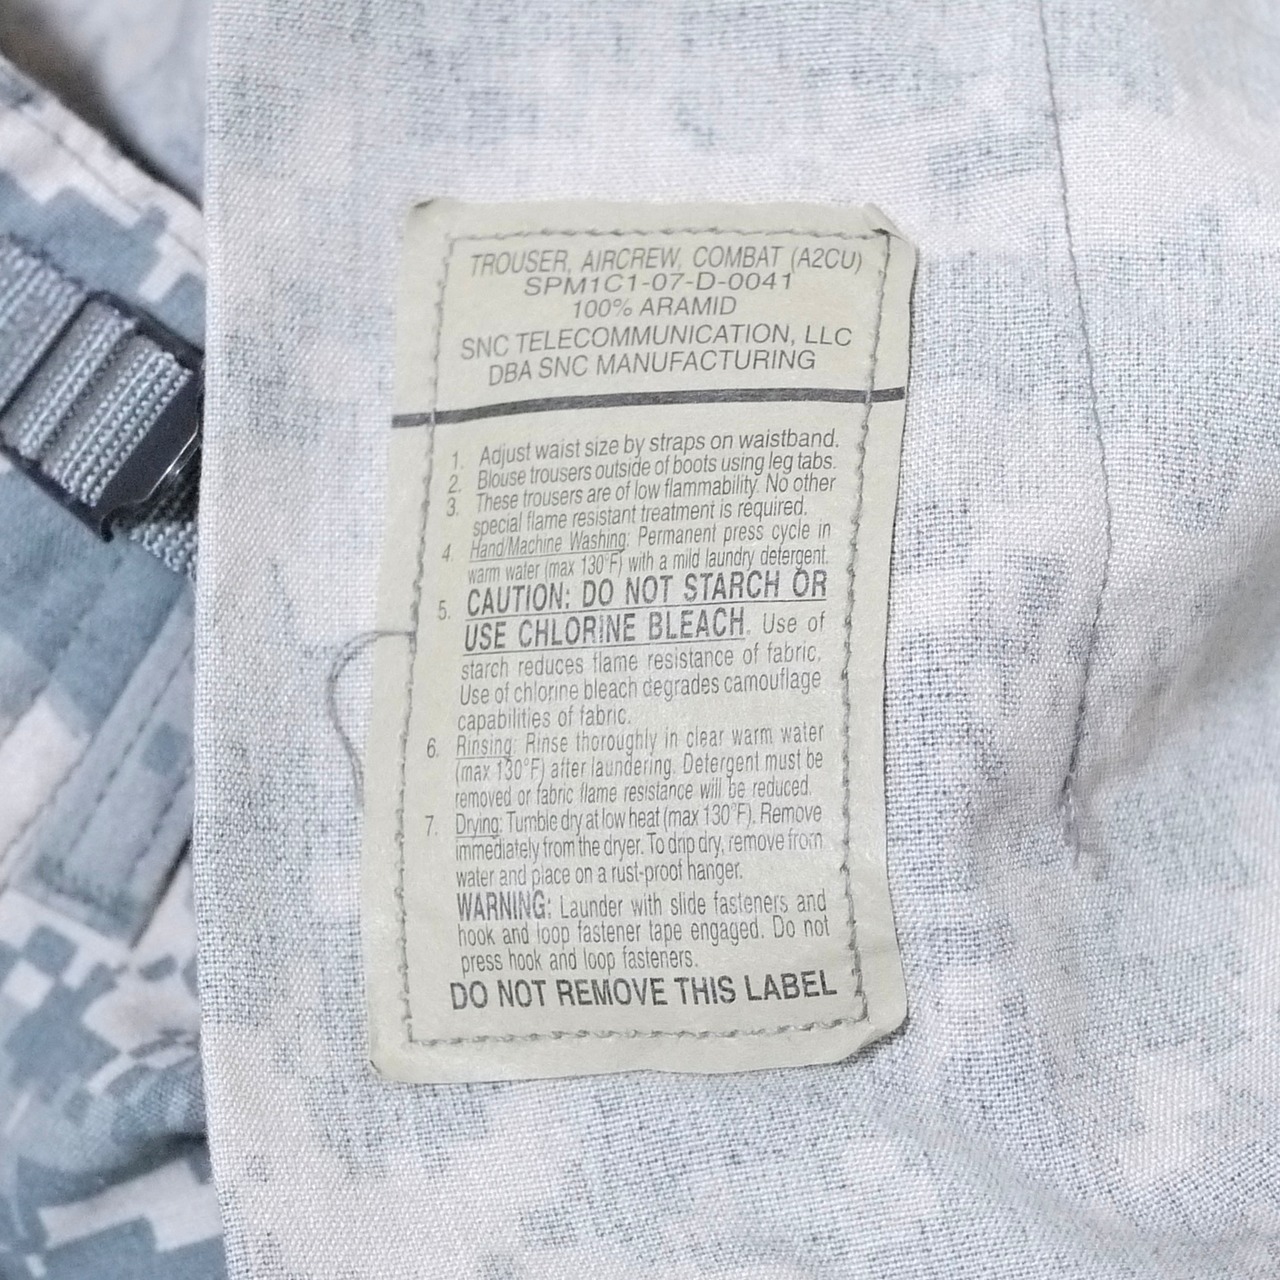 TROUSER, AIRCREW, COMBAT (A2CU)
SPM1C1-07-D-0041
100% ARAMID
SNC TELECOMMUNICATION, LLC
DBA SNC MANUFACTURING
1. Adjust waist size by straps on waistband.
2. Blouse trousers outside of boots using leg tabs.
3. These trousers are of low flammability. No other
special flame resistant treatment is required.
4. Hand/Machine Washing: Permanent press cycle in
warm water (max 130°F) with a mild laundry detergent.
5. CAUTION: DO NOT STARCH OR
USE CHLORINE BLEACH. Use of
starch reduces flame resistance of fabric.
Use of chlorine bleach degrades camouflage
capabilities of fabric.
6. Rinsing: Rinse thoroughly in clear warm water
(max 130°F) after laundering. Detergent must be
removed or fabric flame resistance will be reduced.
7. Drying: Tumble dry at low heat (max 130°F). Remove
immediately from the dryer. To drip dry, remove from
water and place on a rust-proof hanger.
WARNING: Launder with slide fasteners and
hook and loop fastener tape engaged. Do not
press hook and loop fasteners.
DO NOT REMOVE THIS LABEL